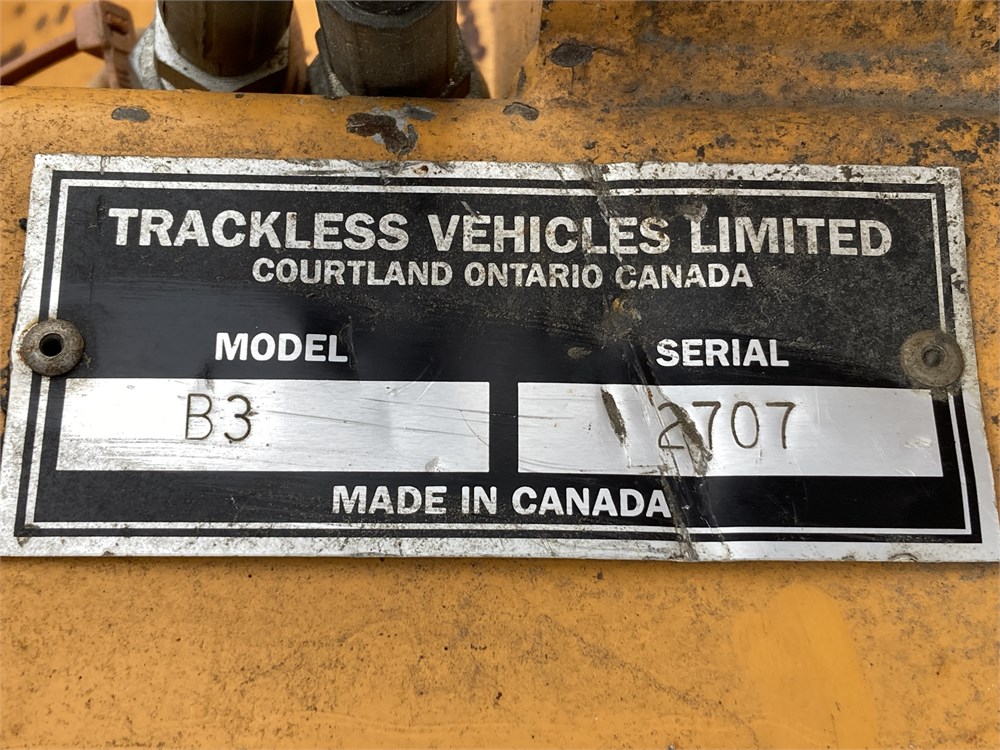 TRACKLESS VEHICLES LIMITED
COURTLAND ONTARIO CANADA
MODEL SERIAL
B3 2707
MADE IN CANADA